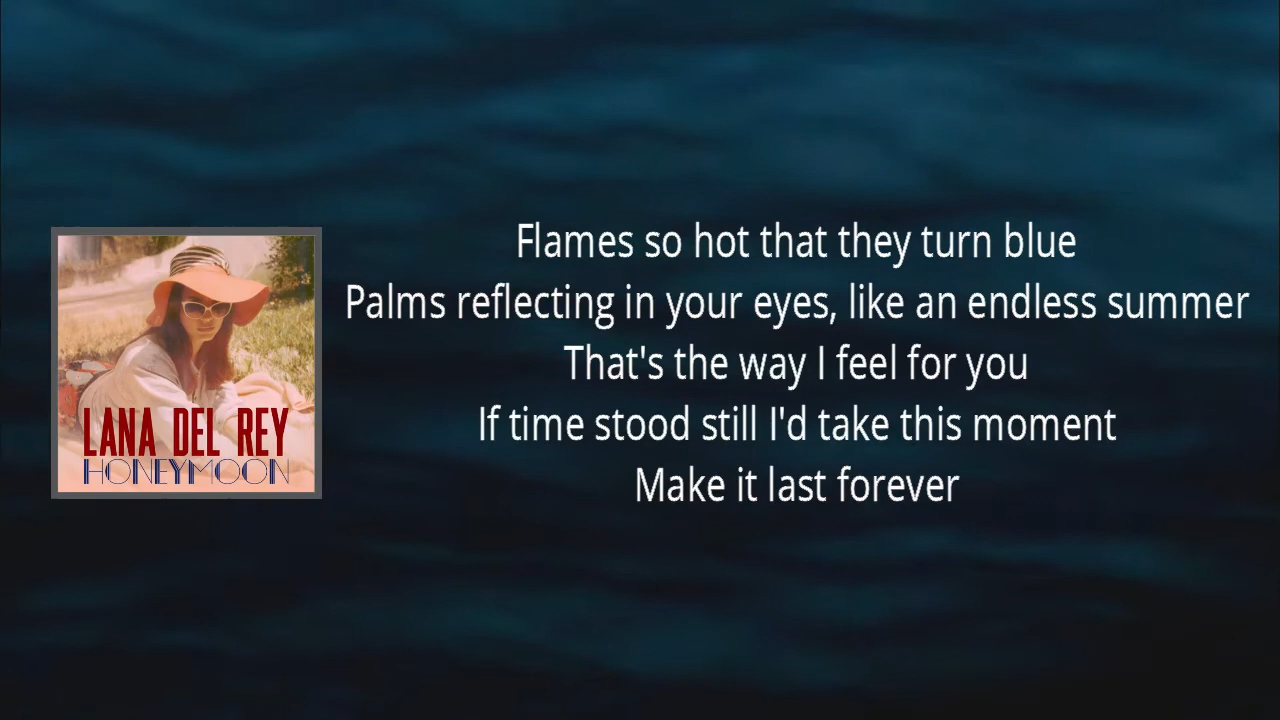 LANA DEL REY
HONEYMOON
Flames so hot that they turn blue
Palms reflecting in your eyes, like an endless summer
That's the way I feel for you
If time stood still I'd take this moment
Make it last forever